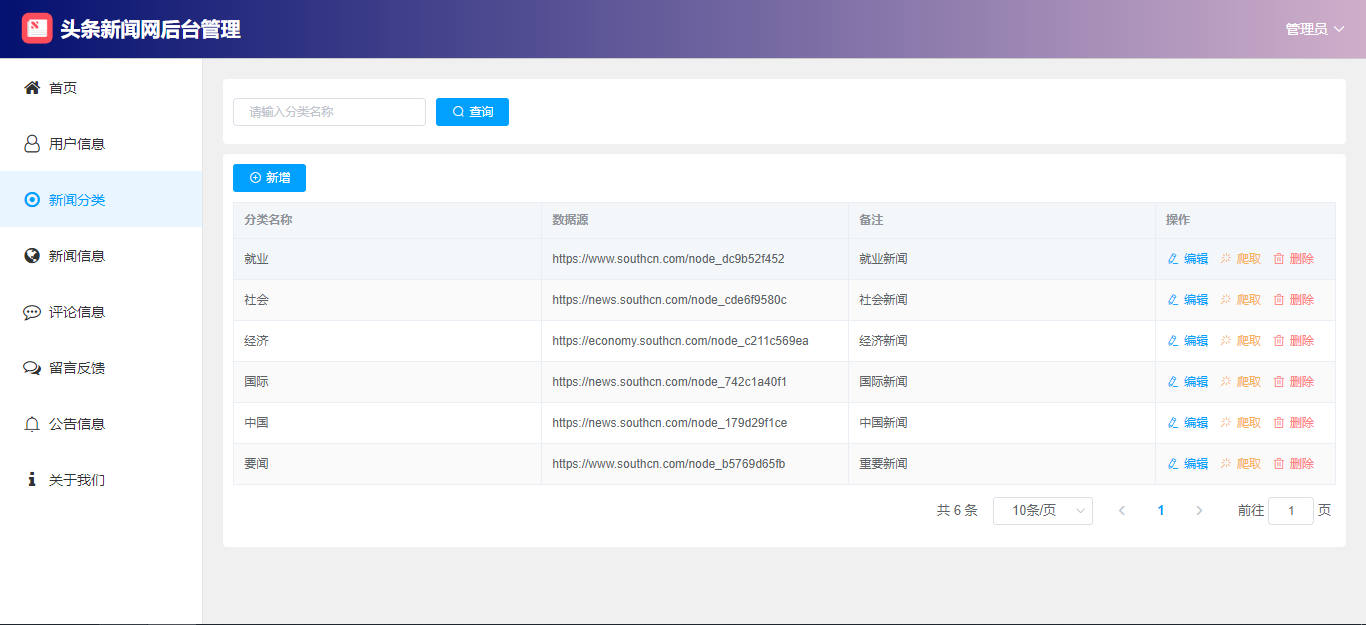 头条新闻网后台管理
管理员
首页
用户信息
新闻分类
新闻信息
评论信息
留言反馈
公告信息
关于我们
请输入分类名称 查询
新增
分类名称 数据源 备注 操作
就业 https://www.southcn.com/node_dc9b52f452 就业新闻 编辑 爬取 删除
社会 https://news.southcn.com/node_cde6f9580c 社会新闻 编辑 爬取 删除
经济 https://economy.southcn.com/node_c211c569ea 经济新闻 编辑 爬取 删除
国际 https://news.southcn.com/node_742c1a40f1 国际新闻 编辑 爬取 删除
中国 https://news.southcn.com/node_179d29f1ce 中国新闻 编辑 爬取 删除
要闻 https://www.southcn.com/node_b5769d65fb 重要新闻 编辑 爬取 删除
共 6 条 10条/页 1 前往 1 页